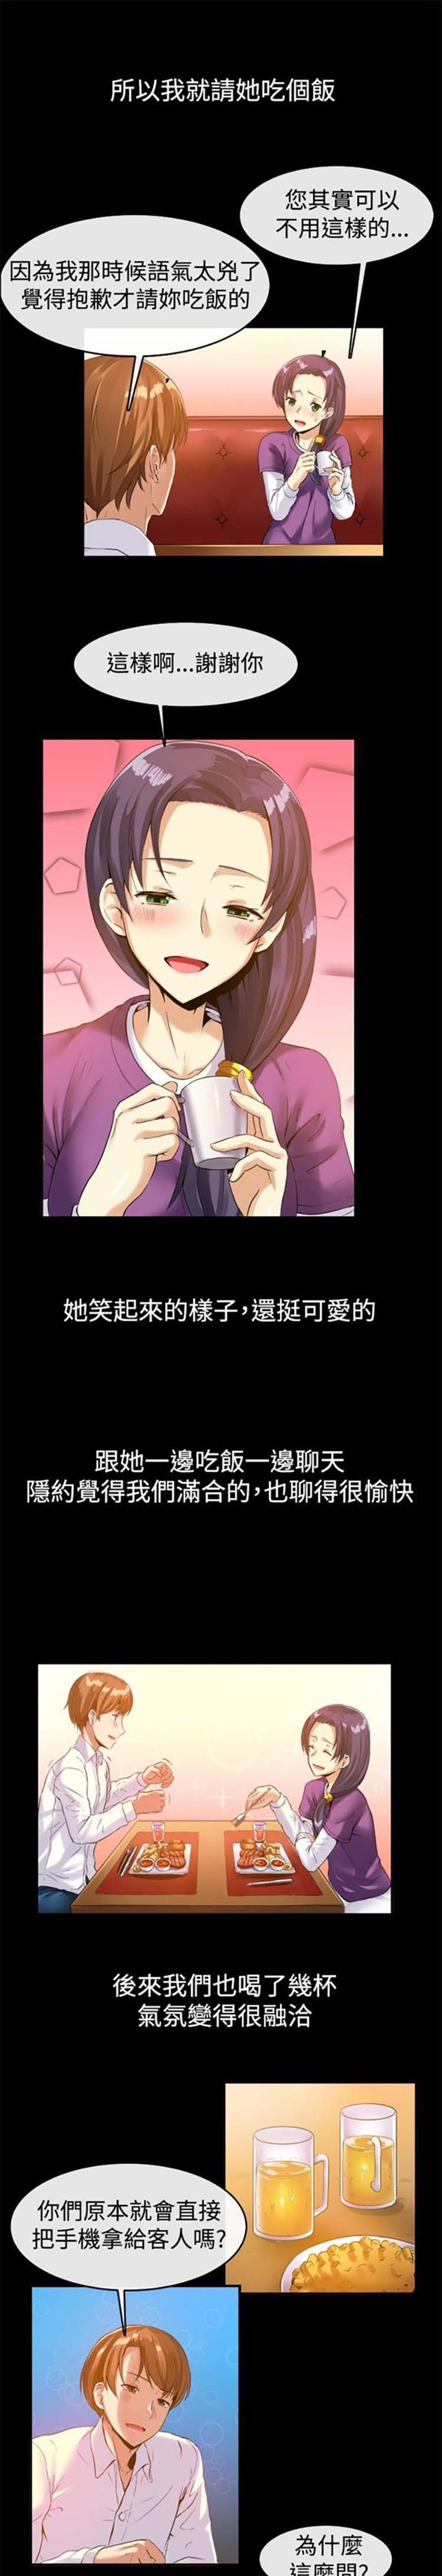 所以我就請她吃個飯
您其實可以
不用這樣的...
因為我那時候語氣太兇了
覺得抱歉才請妳吃飯的
這樣啊...謝謝你
她笑起來的樣子,還挺可愛的
跟她一邊吃飯一邊聊天
隱約覺得我們滿合的,也聊得很愉快
後來我們也喝了幾杯
氣氛變得很融洽
你們原本就會直接
把手機拿給客人嗎?
為什麼
這麼問?